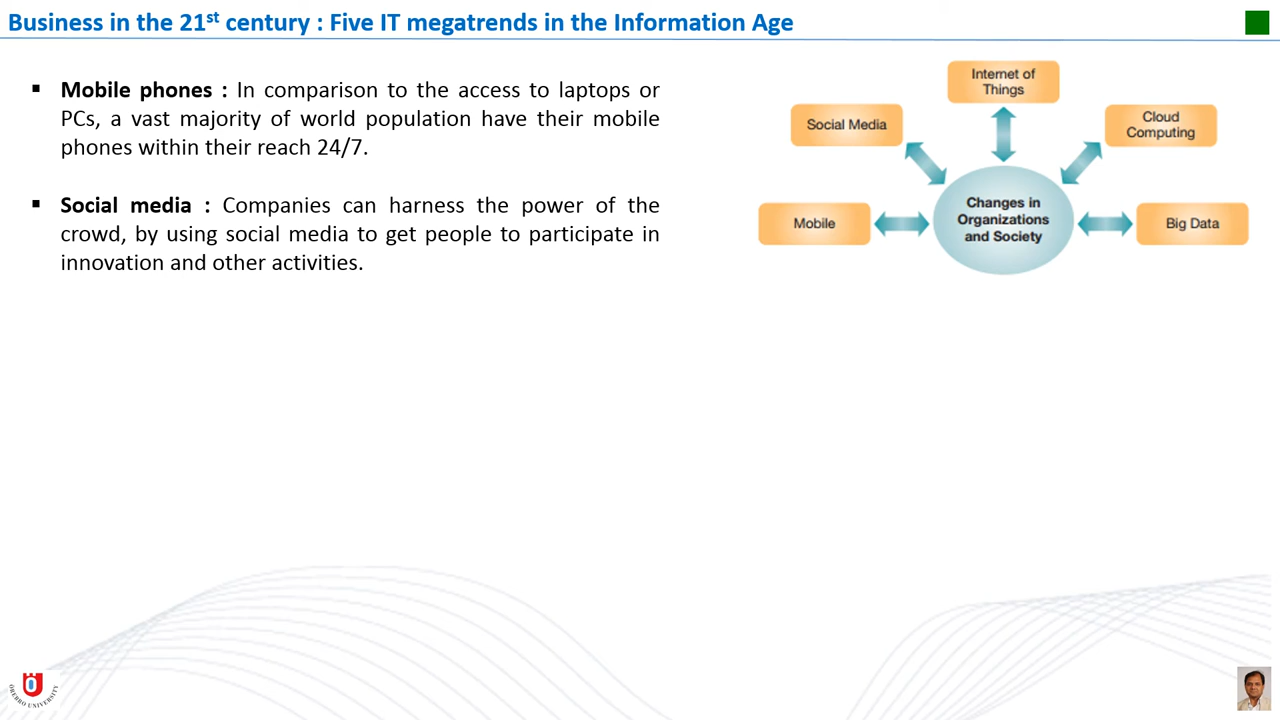 Business in the 21st century : Five IT megatrends in the Information Age
▪ Mobile phones : In comparison to the access to laptops or
PCs, a vast majority of world population have their mobile
phones within their reach 24/7.
▪ Social media : Companies can harness the power of the
crowd, by using social media to get people to participate in
innovation and other activities.
Internet of
Things
Social Media
Cloud
Computing
Mobile
Changes in
Organizations
and Society
Big Data
ÖREBRO UNIVERSITY